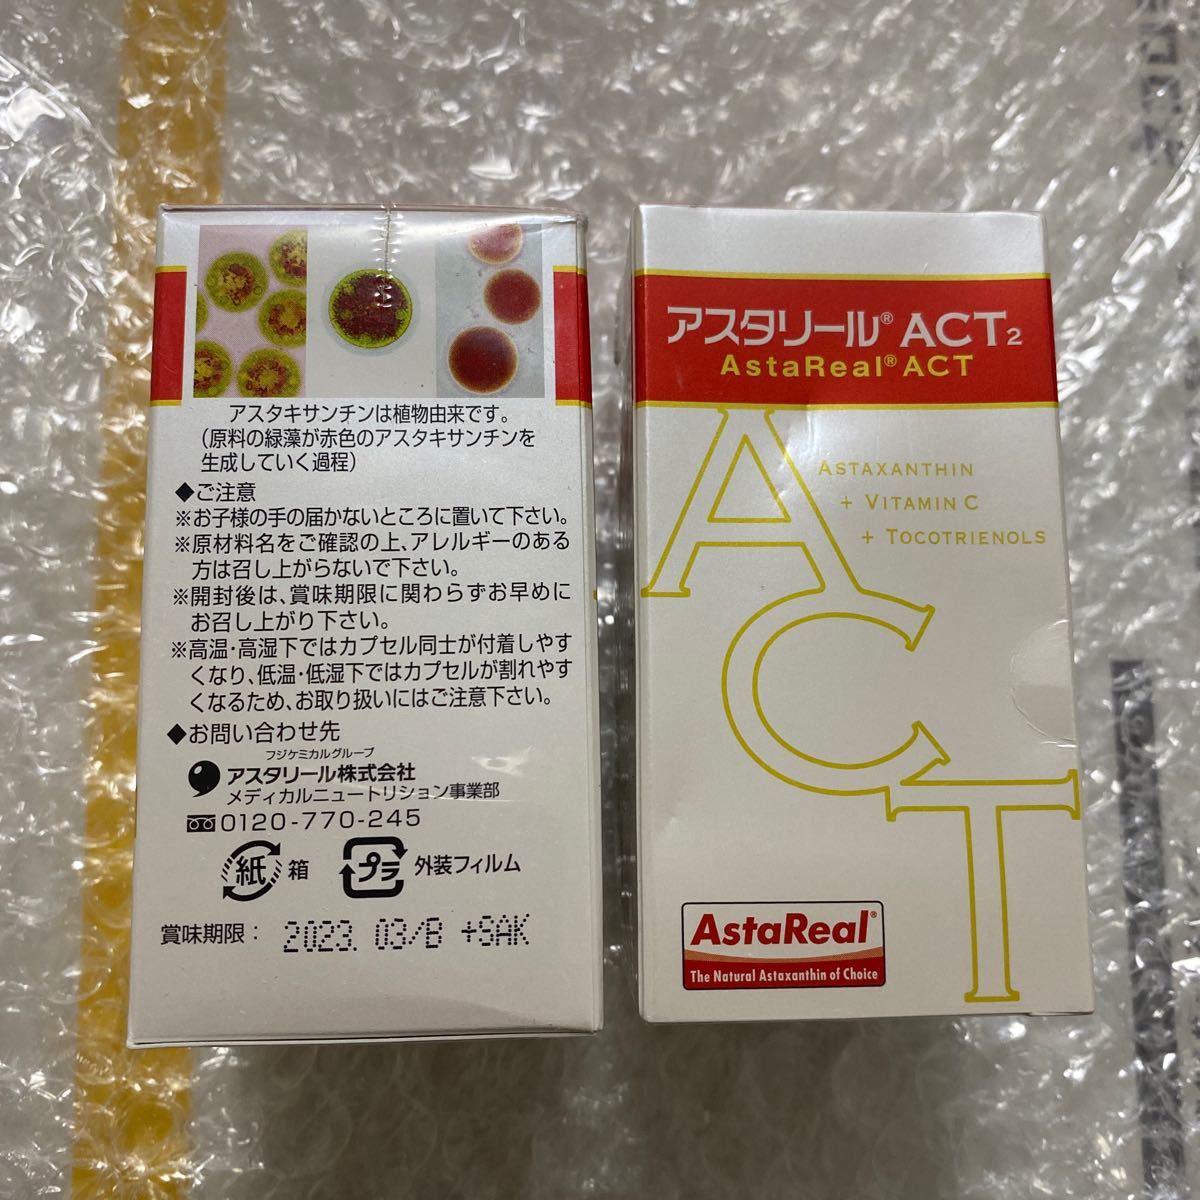 アスタキサンチンは植物由来です。
(原料の緑藻が赤色のアスタキサンチンを
生成していく過程)
◆ご注意
※お子様の手の届かないところに置いて下さい。
※原材料名をご確認の上、アレルギーのある
方は召し上がらないで下さい。
※開封後は、賞味期限に関わらずお早めに
お召し上がり下さい。
※高温・高湿下ではカプセル同士が付着しやす
くなり、低温・低湿下ではカプセルが割れやす
くなるため、お取り扱いにはご注意下さい。
◆お問い合わせ先
フジケミカルグループ
アスタリール株式会社
メディカルニュートリション事業部
0120-770-245
紙 箱 プラ 外装フィルム
賞味期限： 2023. 03/B +SAK
アスタリール® ACT2
AstaReal® ACT
ACT
ASTAXANTHIN
+ VITAMIN C
+ TOCOTRIENOLS
AstaReal®
The Natural Astaxanthin of Choice